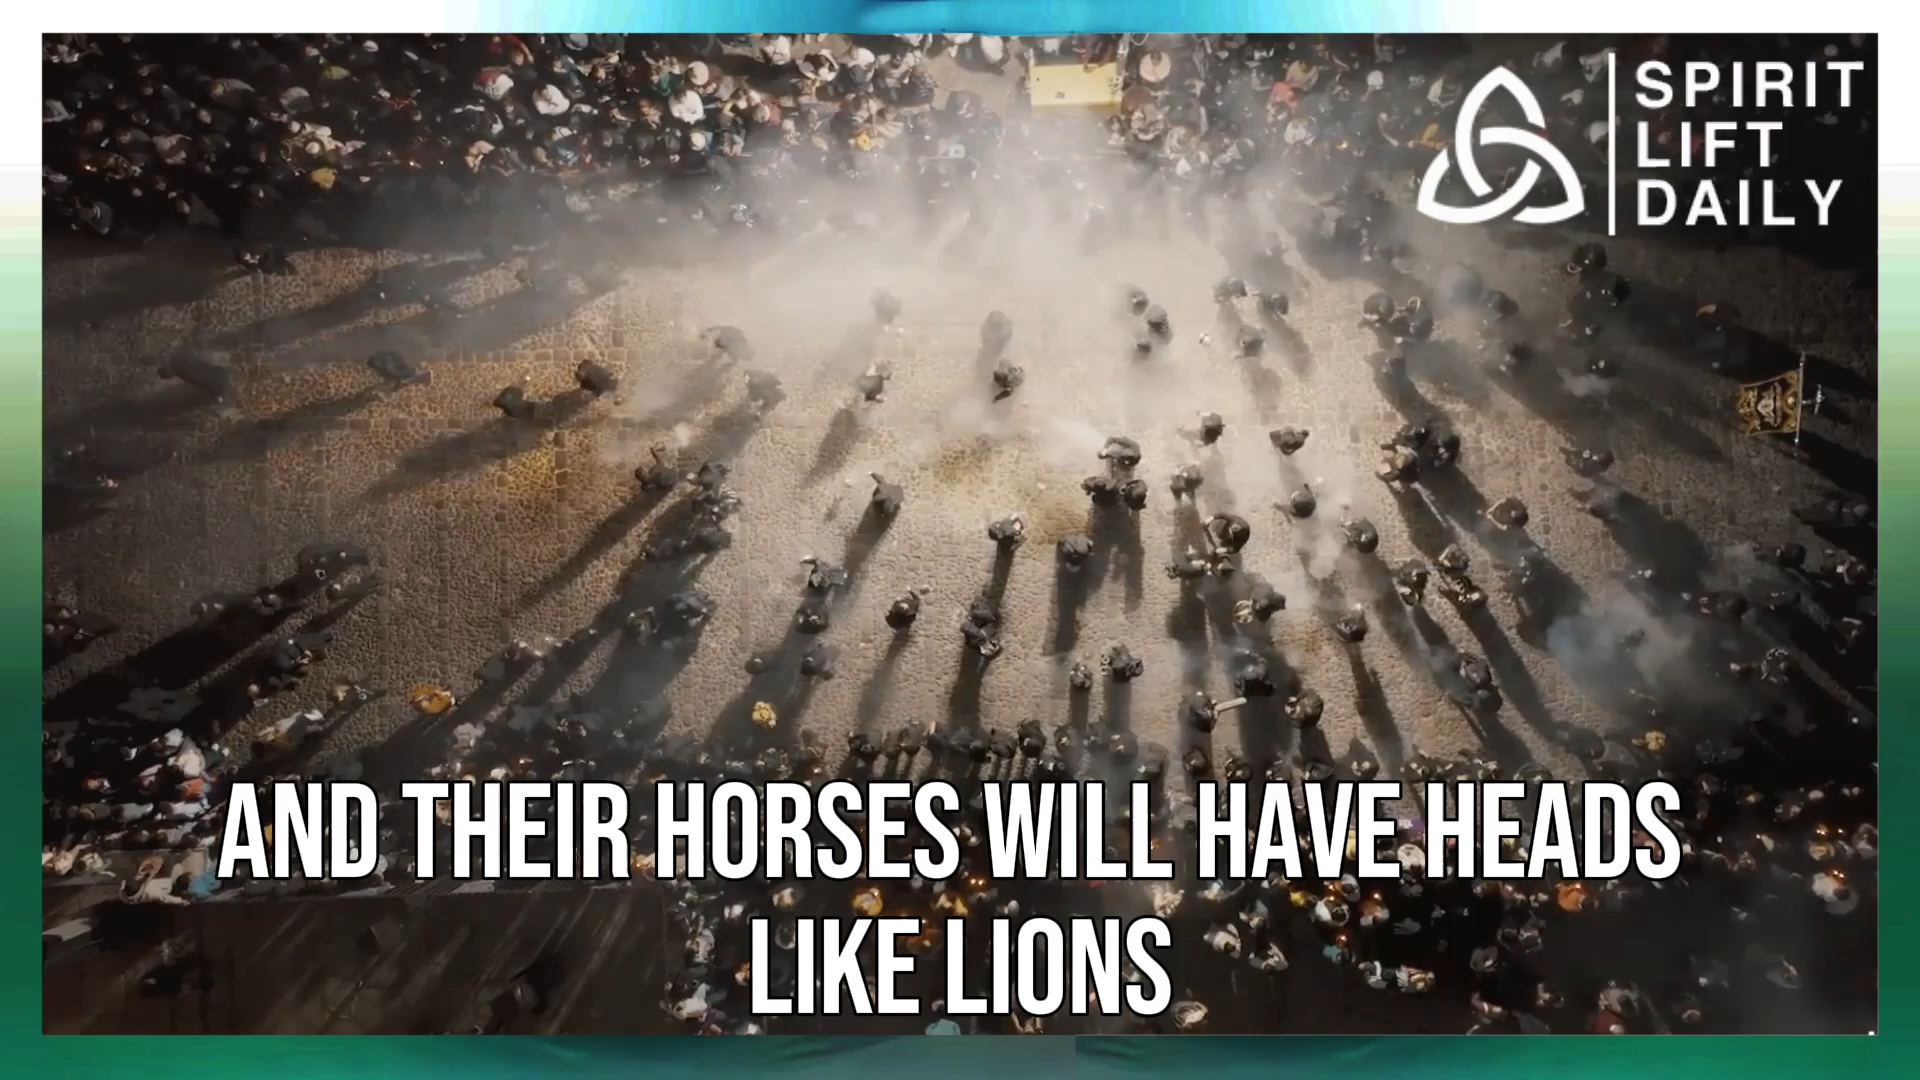 SPIRIT
LIFT
DAILY
AND THEIR HORSES WILL HAVE HEADS
LIKE LIONS